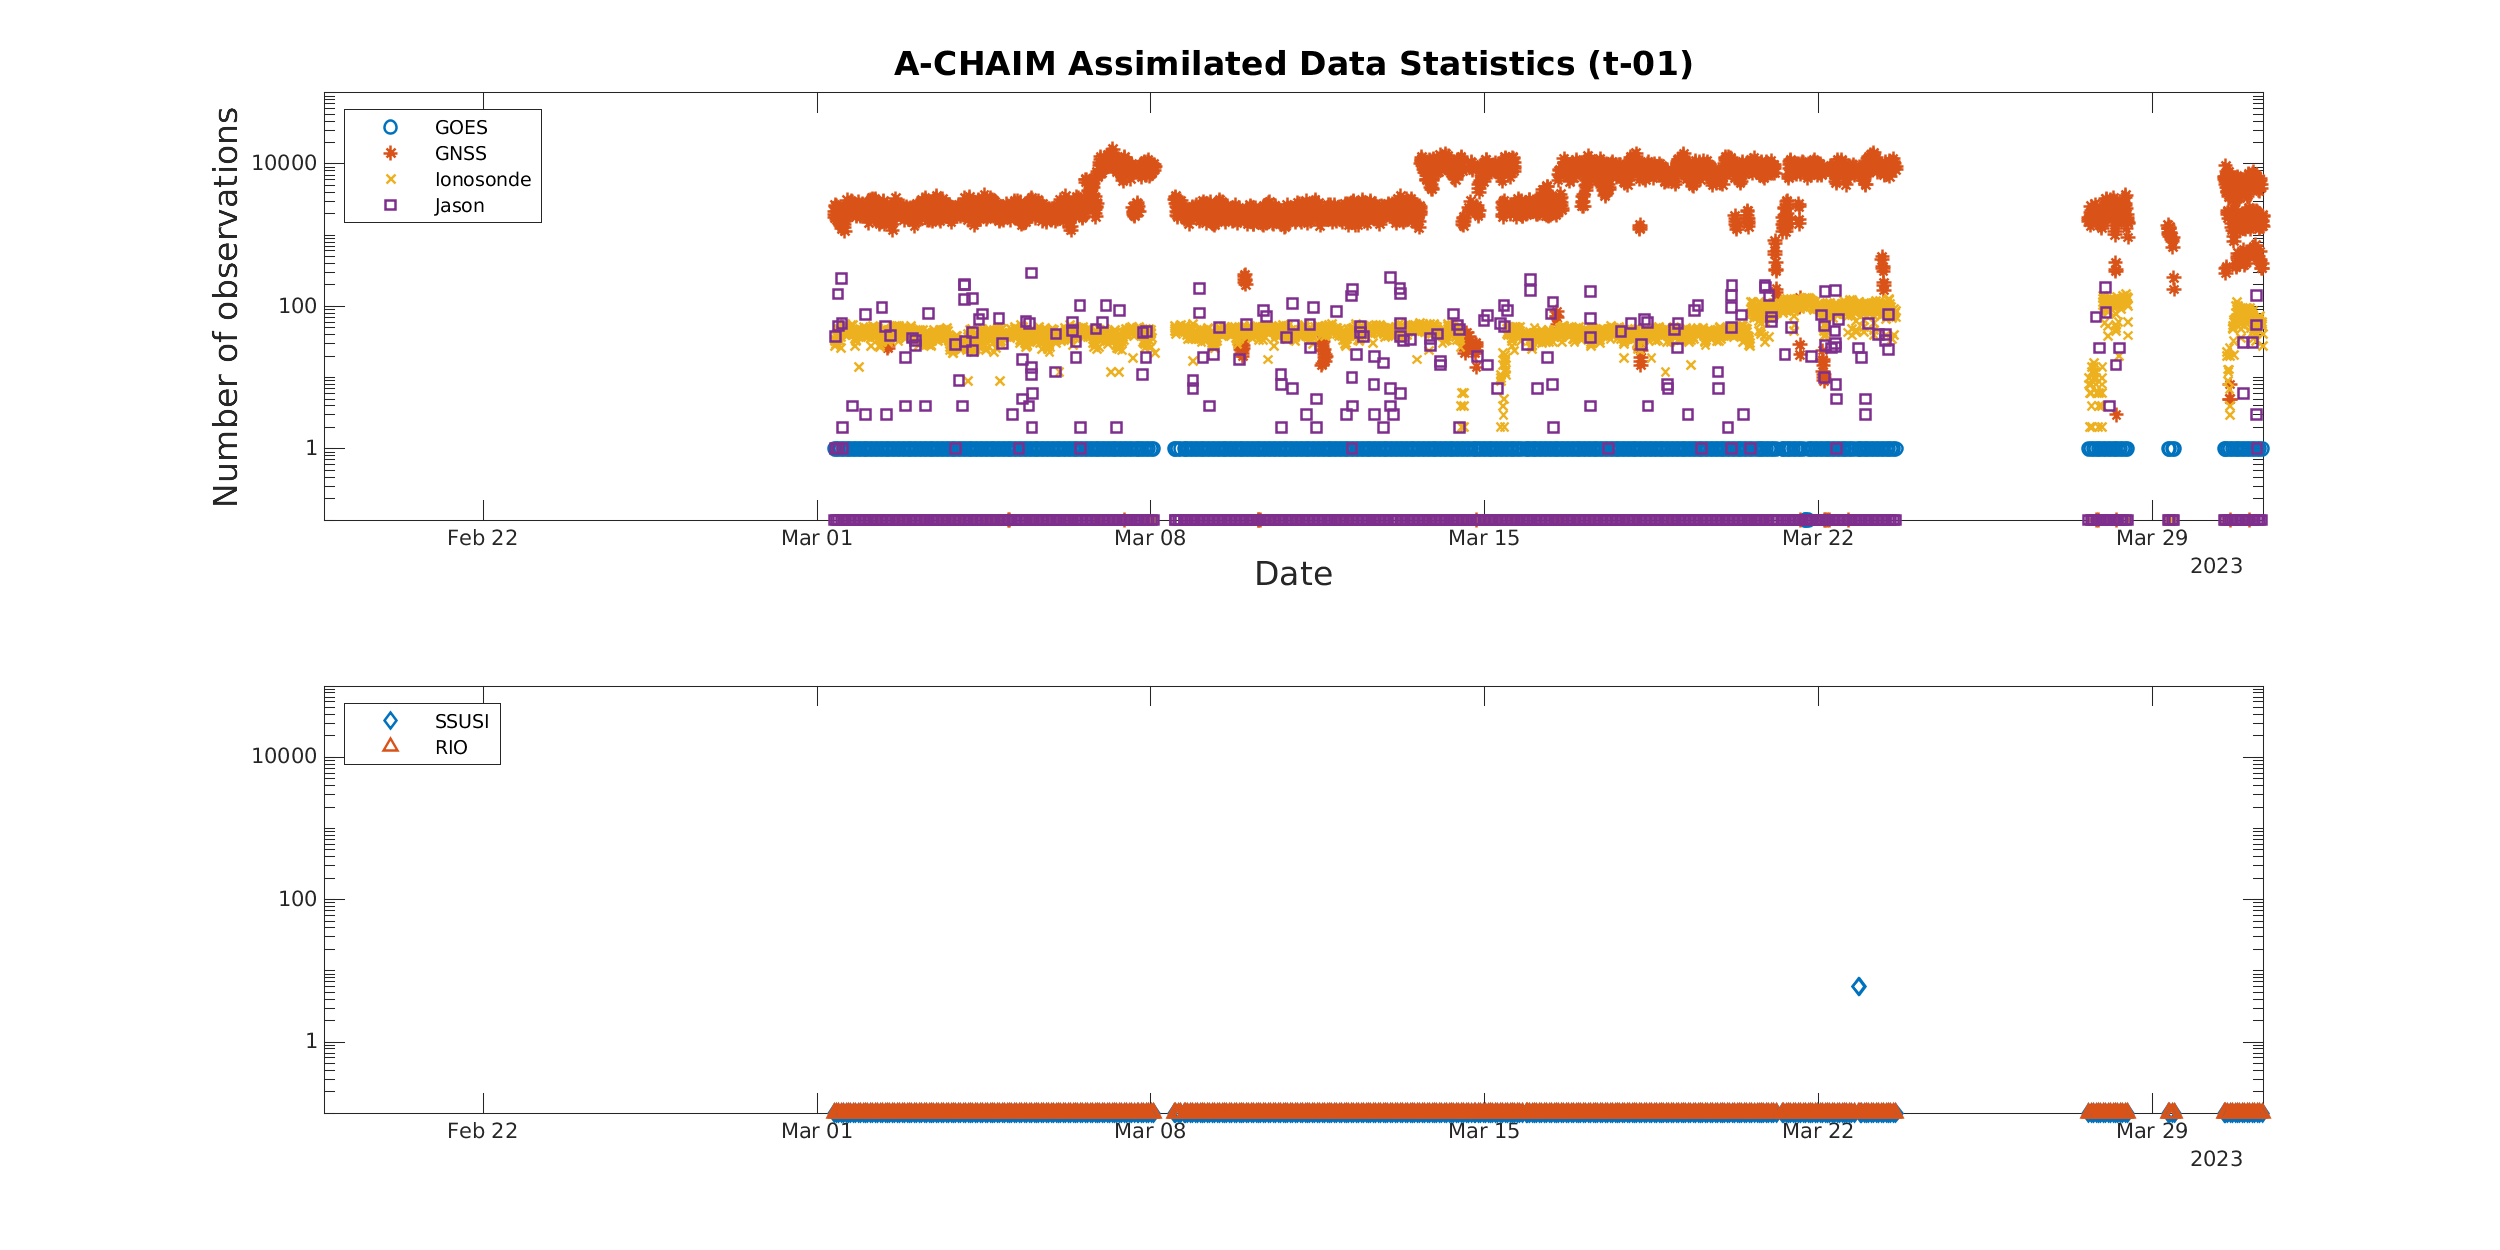 A-CHAIM Assimilated Data Statistics (t-01)
Number of observations
10000
100
1
GOES
GNSS
Ionosonde
Jason
Feb 22
Mar 01
Mar 08
Mar 15
Mar 22
Mar 29
2023
Date
10000
100
1
SSUSI
RIO
Feb 22
Mar 01
Mar 08
Mar 15
Mar 22
Mar 29
2023